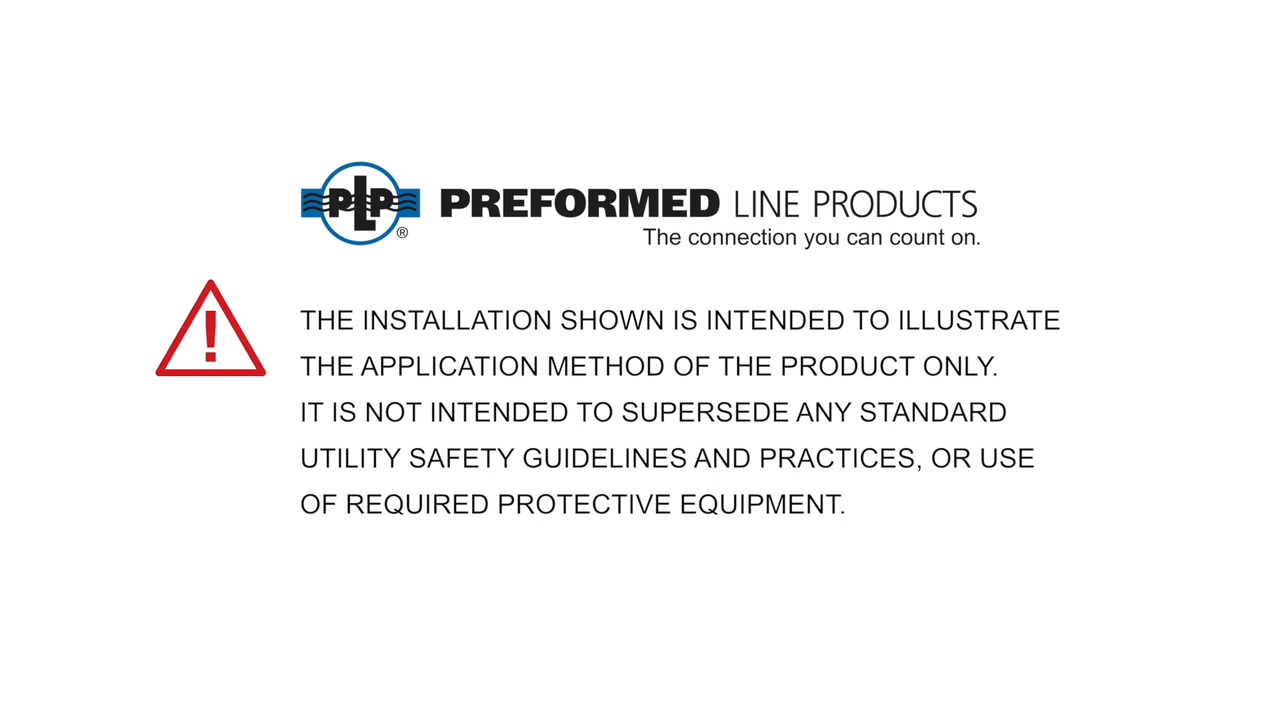 PLP®
PREFORMED LINE PRODUCTS
The connection you can count on.
!
THE INSTALLATION SHOWN IS INTENDED TO ILLUSTRATE
THE APPLICATION METHOD OF THE PRODUCT ONLY.
IT IS NOT INTENDED TO SUPERSEDE ANY STANDARD
UTILITY SAFETY GUIDELINES AND PRACTICES, OR USE
OF REQUIRED PROTECTIVE EQUIPMENT.